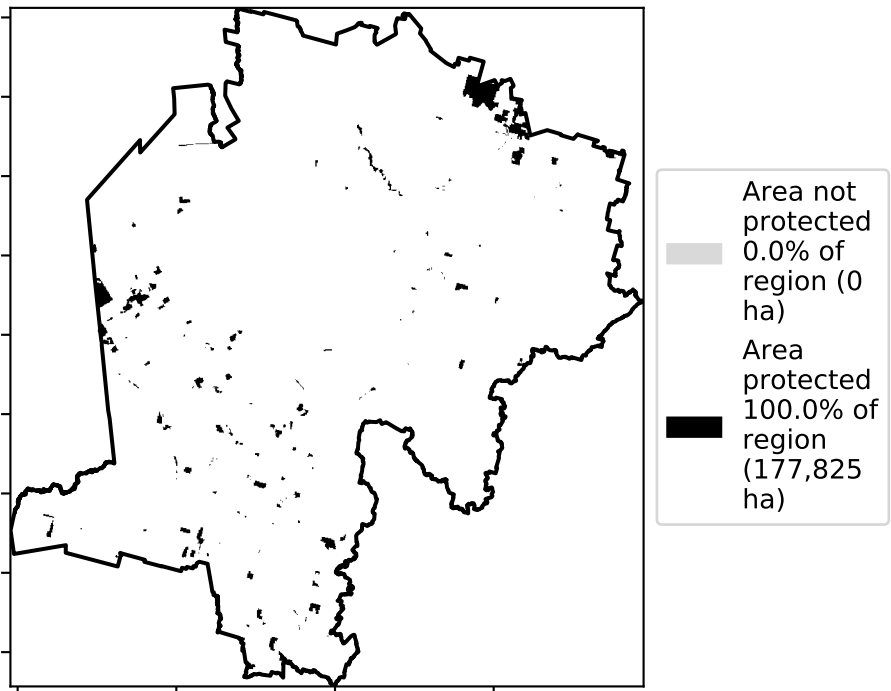 Area not
protected
0.0% of
region (0
ha)
Area
protected
100.0% of
region
(177,825
ha)